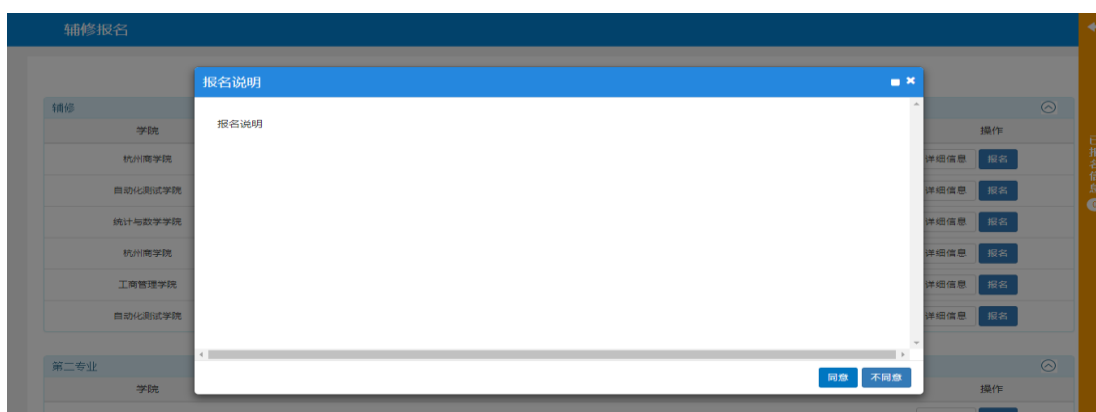 辅修报名
报名说明
报名说明
辅修
学院 操作
杭州商学院 详细信息 报名
自动化测试学院 详细信息 报名
统计与数学学院 详细信息 报名
杭州商学院 详细信息 报名
工商管理学院 详细信息 报名
自动化测试学院 详细信息 报名
第二专业
学院 操作
同意 不同意
已报名信息